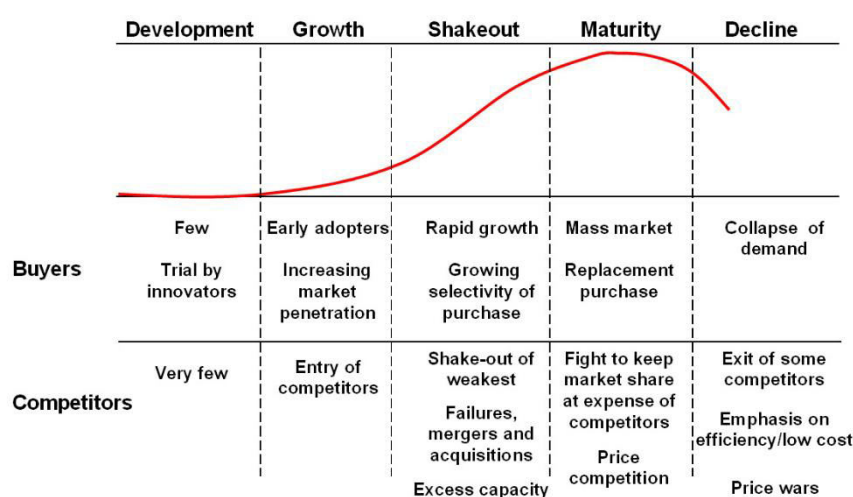 Development Growth Shakeout Maturity Decline
Buyers
Few
Trial by
innovators
Early adopters
Increasing
market
penetration
Rapid growth
Growing
selectivity of
purchase
Mass market
Replacement
purchase
Collapse of
demand
Competitors
Very few
Entry of
competitors
Shake-out of
weakest
Failures,
mergers and
acquisitions
Excess capacity
Fight to keep
market share
at expense of
competitors
Price
competition
Exit of some
competitors
Emphasis on
efficiency/low cost
Price wars